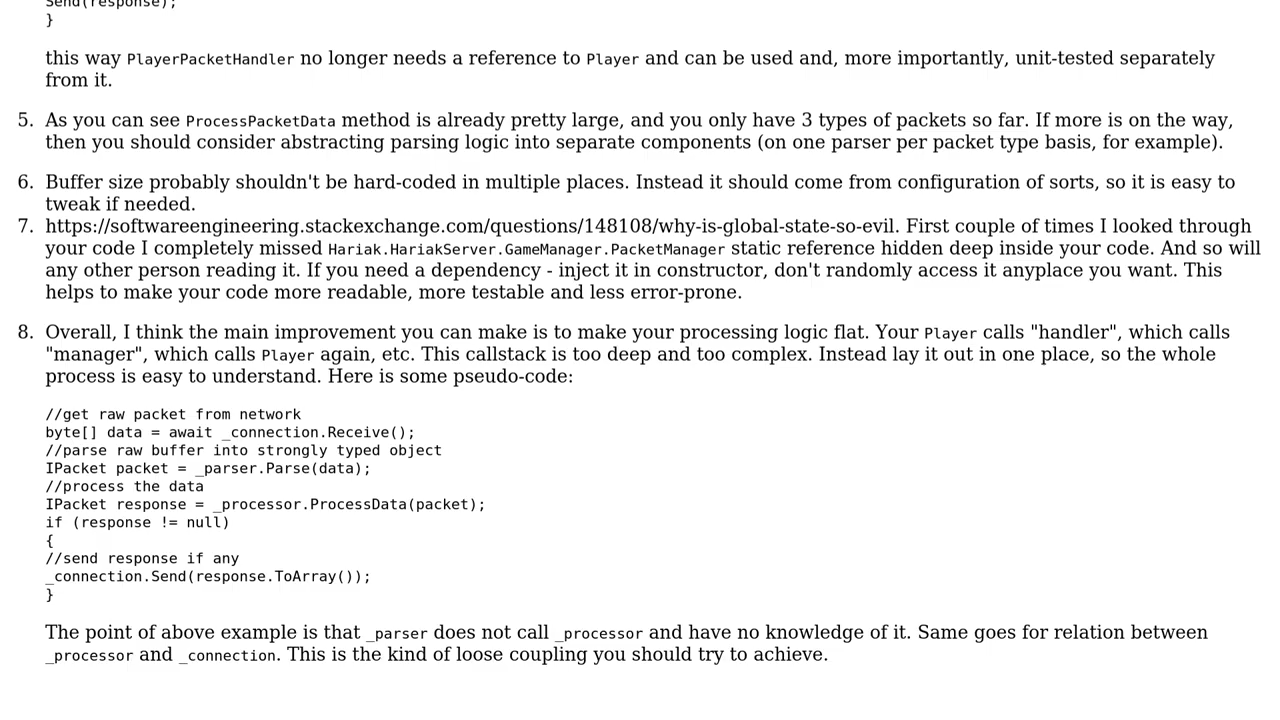 Send(response);
}
this way PlayerPacketHandler no longer needs a reference to Player and can be used and, more importantly, unit-tested separately
from it.
5. As you can see ProcessPacketData method is already pretty large, and you only have 3 types of packets so far. If more is on the way,
then you should consider abstracting parsing logic into separate components (on one parser per packet type basis, for example).
6. Buffer size probably shouldn't be hard-coded in multiple places. Instead it should come from configuration of sorts, so it is easy to
tweak if needed.
7. https://softwareengineering.stackexchange.com/questions/148108/why-is-global-state-so-evil. First couple of times I looked through
your code I completely missed Hariak.HariakServer.GameManager.PacketManager static reference hidden deep inside your code. And so will
any other person reading it. If you need a dependency - inject it in constructor, don't randomly access it anyplace you want. This
helps to make your code more readable, more testable and less error-prone.
8. Overall, I think the main improvement you can make is to make your processing logic flat. Your Player calls "handler", which calls
"manager", which calls Player again, etc. This callstack is too deep and too complex. Instead lay it out in one place, so the whole
process is easy to understand. Here is some pseudo-code:
//get raw packet from network
byte[] data = await _connection.Receive();
//parse raw buffer into strongly typed object
IPacket packet = _parser.Parse(data);
//process the data
IPacket response = _processor.ProcessData(packet);
if (response != null)
{
//send response if any
_connection.Send(response.ToArray());
}
The point of above example is that _parser does not call _processor and have no knowledge of it. Same goes for relation between
_processor and _connection. This is the kind of loose coupling you should try to achieve.